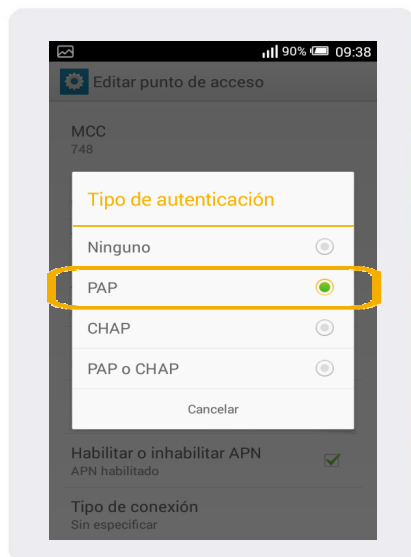 90% 09:38
Editar punto de acceso
MCC
748
Tipo de autenticación
Ninguno
PAP
CHAP
PAP o CHAP
Cancelar
Habilitar o inhabilitar APN
APN habilitado
Tipo de conexión
Sin especificar